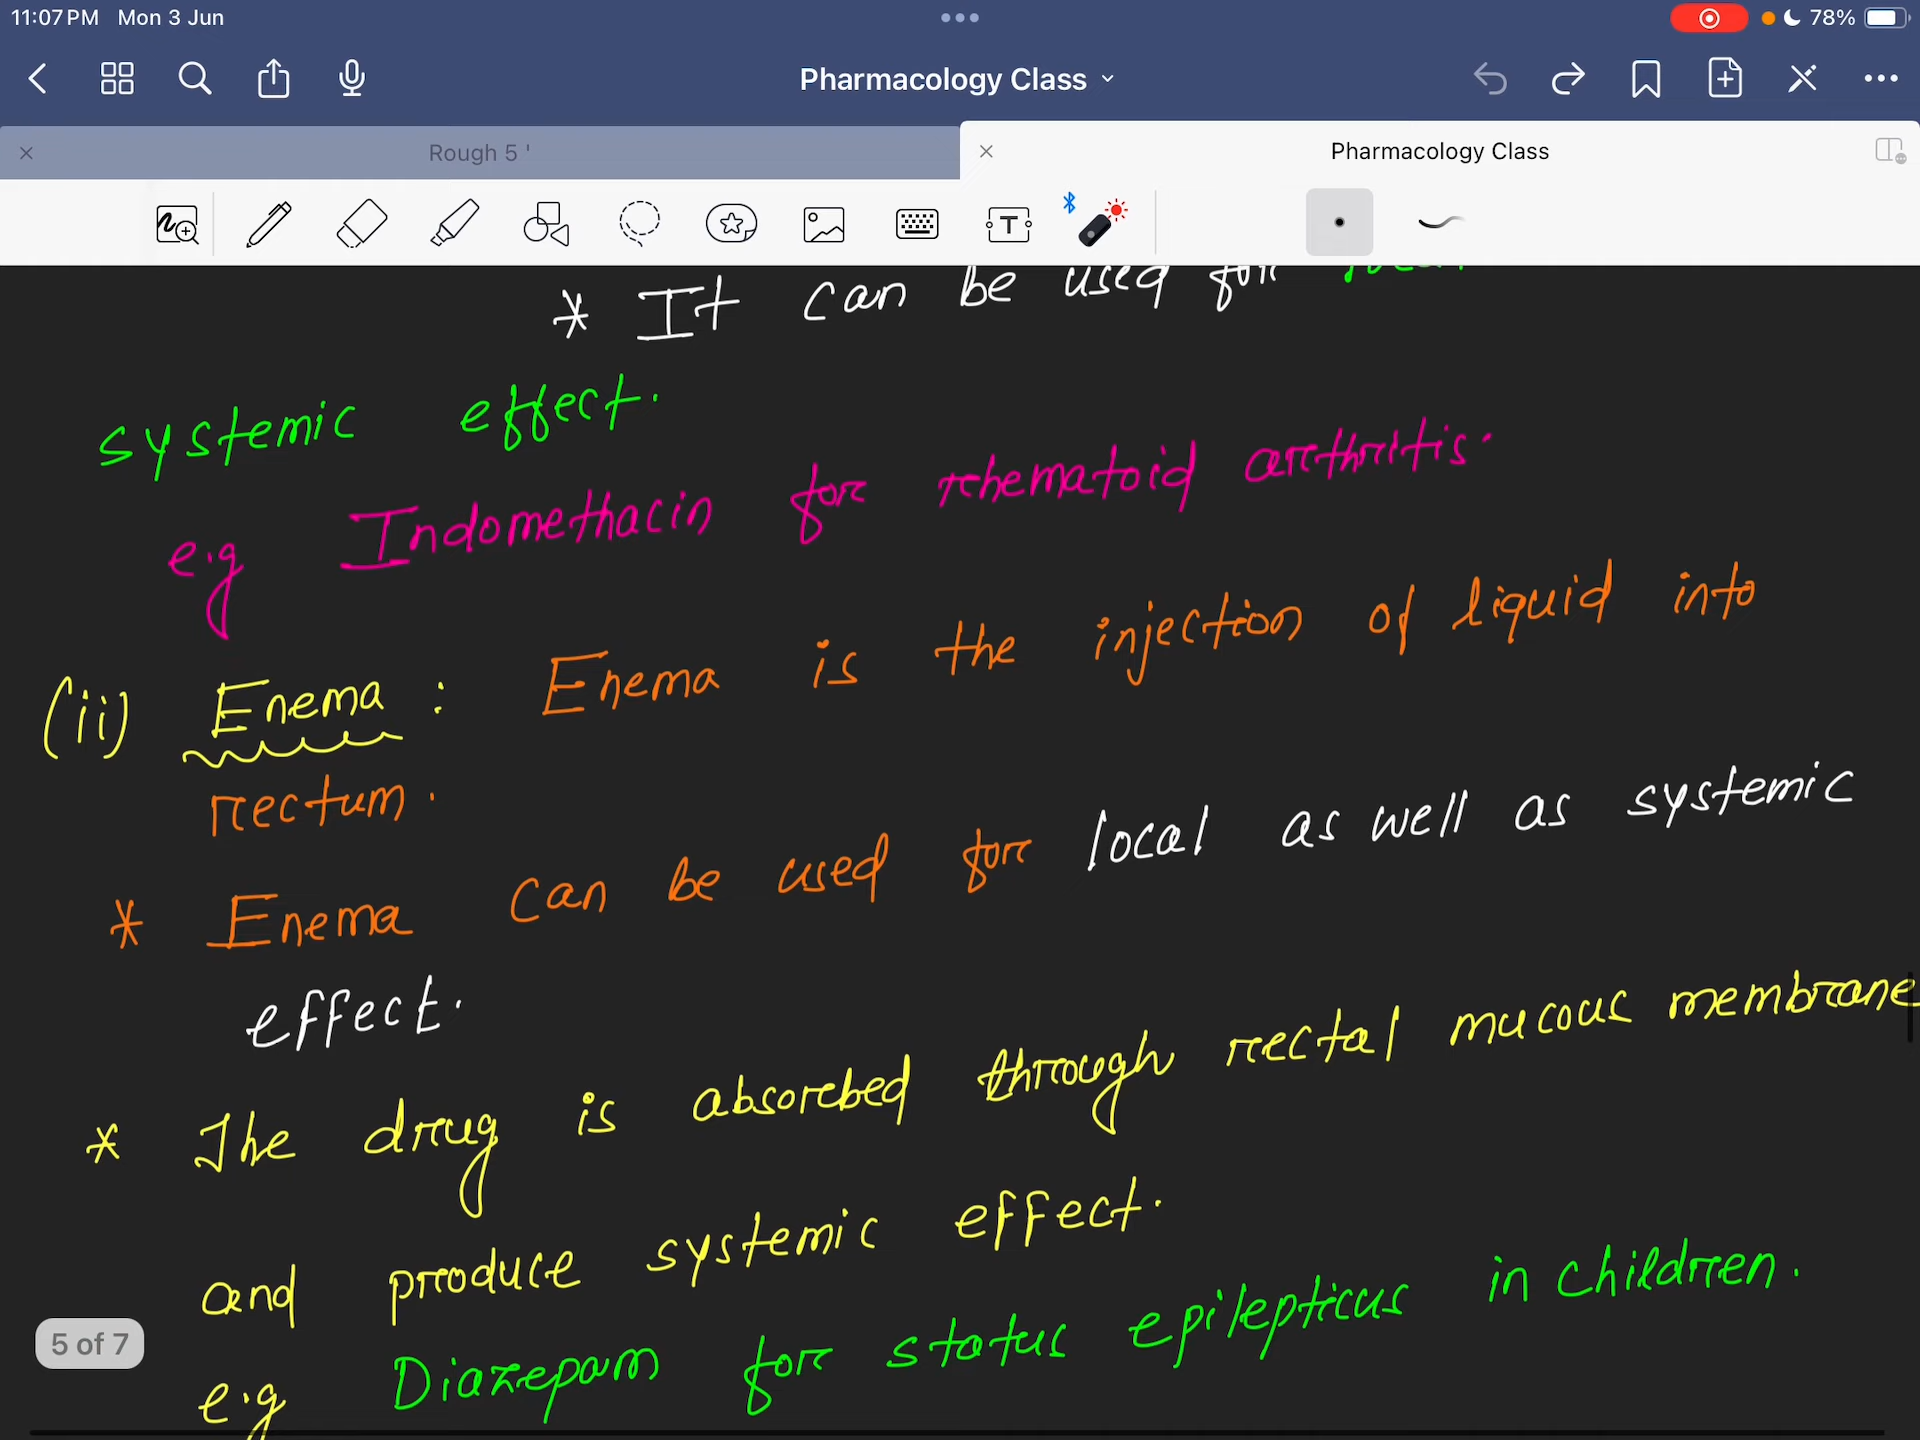 11:07 PM Mon 3 Jun
78%
Pharmacology Class
Rough 5 '
Pharmacology Class
T
* It can be used for local
systemic effect.
e.g Indomethacin for rhematoid arthritis.
(ii) Enema : Enema is the injection of liquid into
rectum.
* Enema can be used for local as well as systemic
effect.
* The drug is absorbed through rectal mucous membrane
and produce systemic effect.
e.g Diazepam for status epilepticus in children.
5 of 7